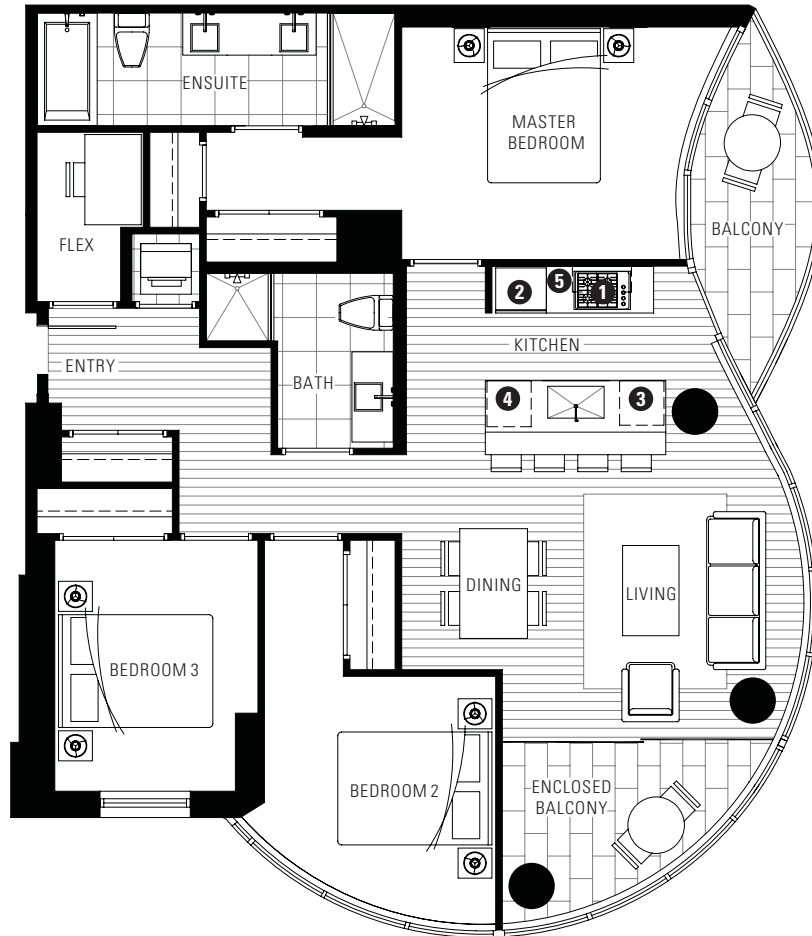 ENSUITE
MASTER
BEDROOM
FLEX
BALCONY
2
5
1
KITCHEN
ENTRY
BATH
4
3
DINING
LIVING
BEDROOM 3
BEDROOM 2
ENCLOSED
BALCONY